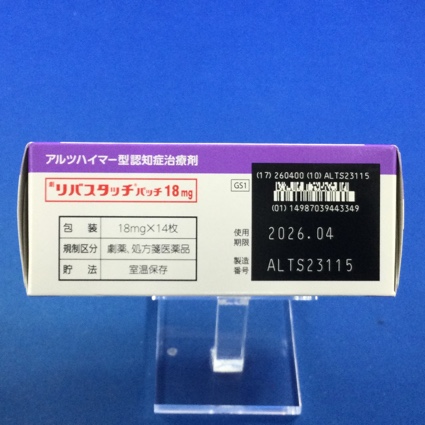 アルツハイマー型認知症治療剤
リバスタッチ®パッチ18mg
包装 18mg×14枚
規制区分 劇薬、処方箋医薬品
貯法 室温保存
GS1
(17) 260400 (10) ALTS23115
(01) 14987039443349
使用期限 2026.04
製造番号 ALTS23115